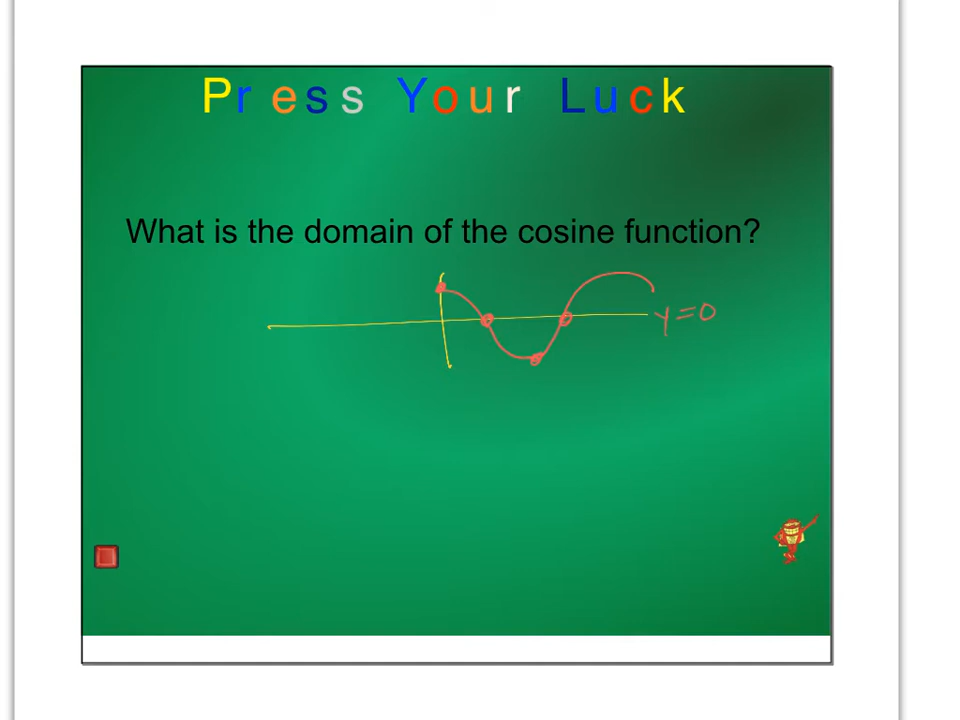 Press Your Luck
What is the domain of the cosine function?
y=0